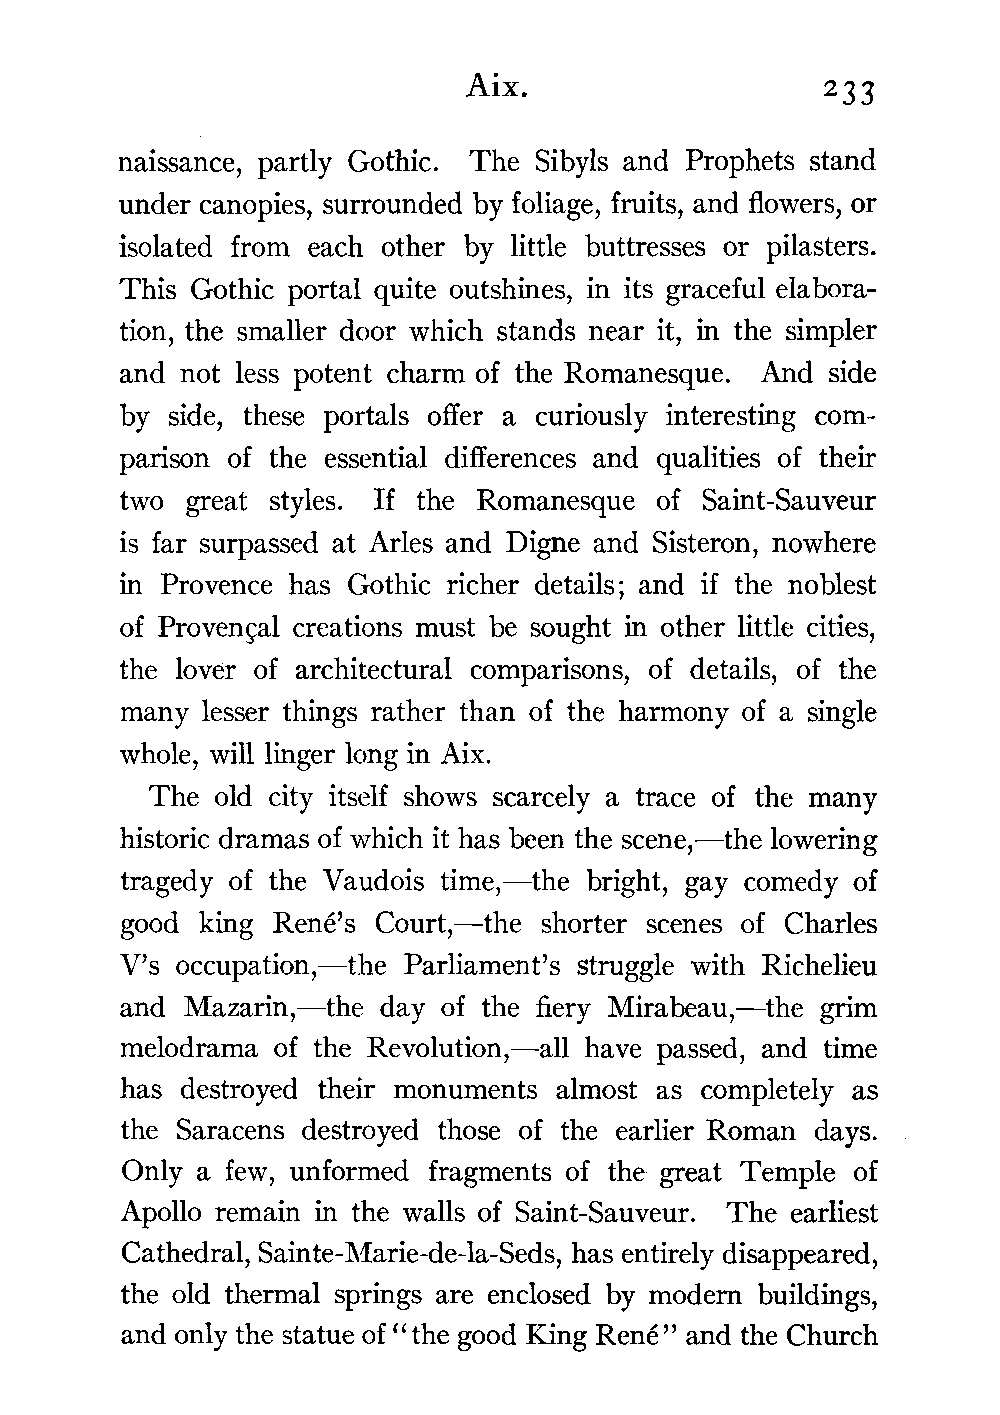 Aix. 233
naissance, partly Gothic. The Sibyls and Prophets stand
under canopies, surrounded by foliage, fruits, and flowers, or
isolated from each other by little buttresses or pilasters.
This Gothic portal quite outshines, in its graceful elabora-
tion, the smaller door which stands near it, in the simpler
and not less potent charm of the Romanesque. And side
by side, these portals offer a curiously interesting com-
parison of the essential differences and qualities of their
two great styles. If the Romanesque of Saint-Sauveur
is far surpassed at Arles and Digne and Sisteron, nowhere
in Provence has Gothic richer details; and if the noblest
of Provençal creations must be sought in other little cities,
the lover of architectural comparisons, of details, of the
many lesser things rather than of the harmony of a single
whole, will linger long in Aix.
The old city itself shows scarcely a trace of the many
historic dramas of which it has been the scene,—the lowering
tragedy of the Vaudois time,—the bright, gay comedy of
good king René's Court,—the shorter scenes of Charles
V's occupation,—the Parliament's struggle with Richelieu
and Mazarin,—the day of the fiery Mirabeau,—the grim
melodrama of the Revolution,—all have passed, and time
has destroyed their monuments almost as completely as
the Saracens destroyed those of the earlier Roman days.
Only a few, unformed fragments of the great Temple of
Apollo remain in the walls of Saint-Sauveur. The earliest
Cathedral, Sainte-Marie-de-la-Seds, has entirely disappeared,
the old thermal springs are enclosed by modern buildings,
and only the statue of "the good King René" and the Church